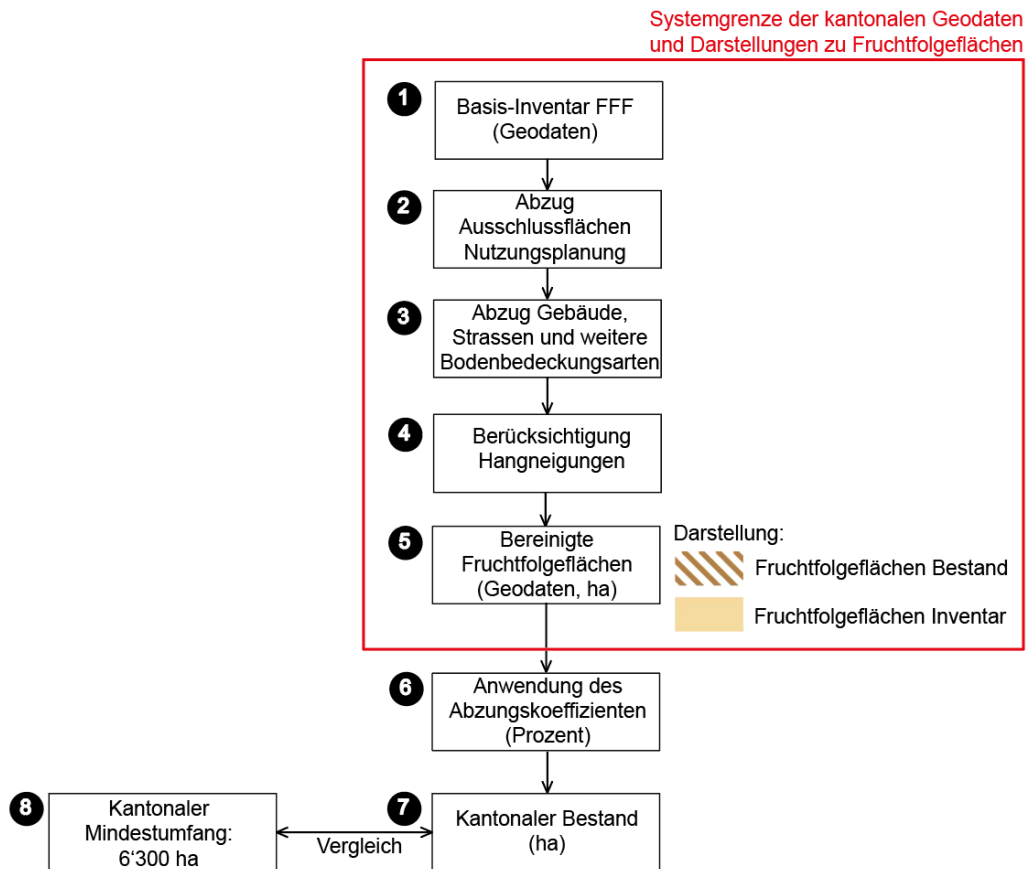 Systemgrenze der kantonalen Geodaten
und Darstellungen zu Fruchtfolgeflächen
1
Basis-Inventar FFF
(Geodaten)
2
Abzug
Ausschlussflächen
Nutzungsplanung
3
Abzug Gebäude,
Strassen und weitere
Bodenbedeckungsarten
4
Berücksichtigung
Hangneigungen
5
Bereinigte
Fruchtfolgeflächen
(Geodaten, ha)
Darstellung:
Fruchtfolgeflächen Bestand
Fruchtfolgeflächen Inventar
6
Anwendung des
Abzungskoeffizienten
(Prozent)
8
Kantonaler
Mindestumfang:
6‘300 ha
Vergleich
7
Kantonaler Bestand
(ha)